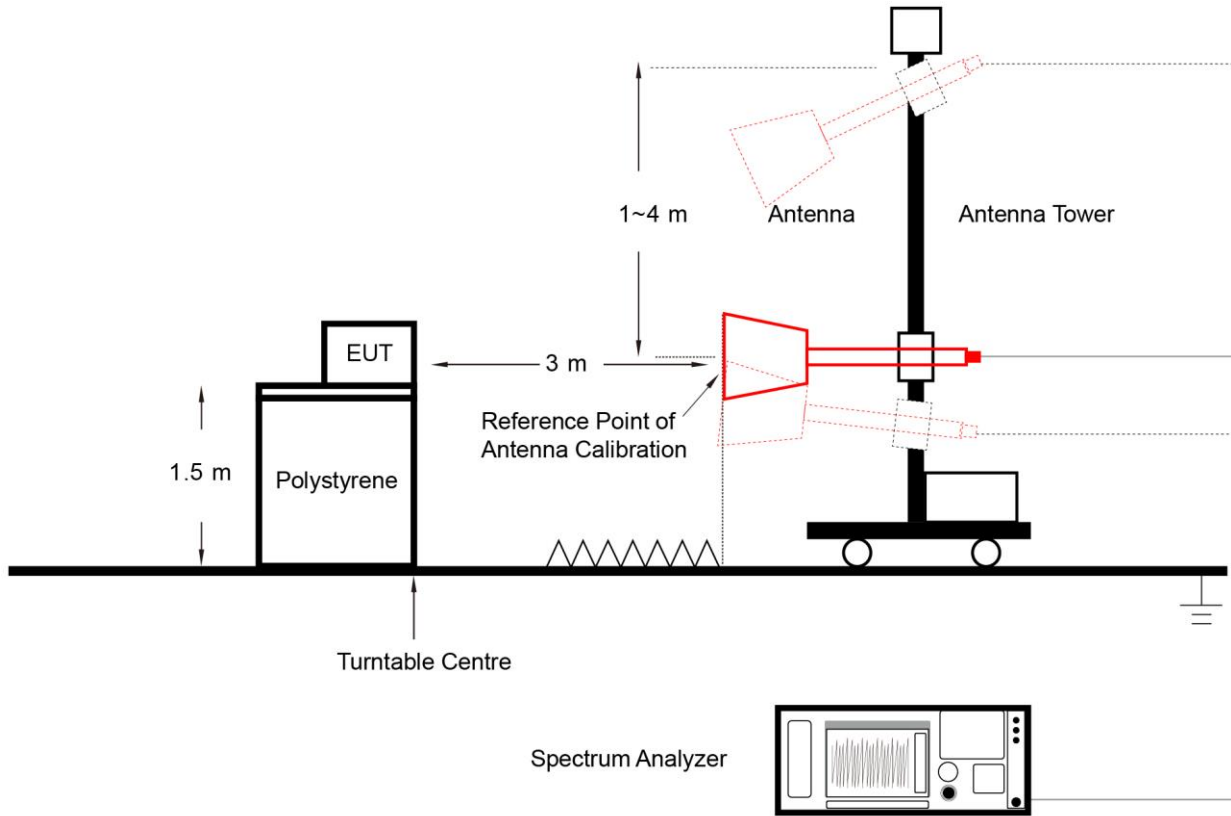 1~4 m
Antenna
Antenna Tower
EUT
3 m
Reference Point of
Antenna Calibration
1.5 m
Polystyrene
Turntable Centre
Spectrum Analyzer